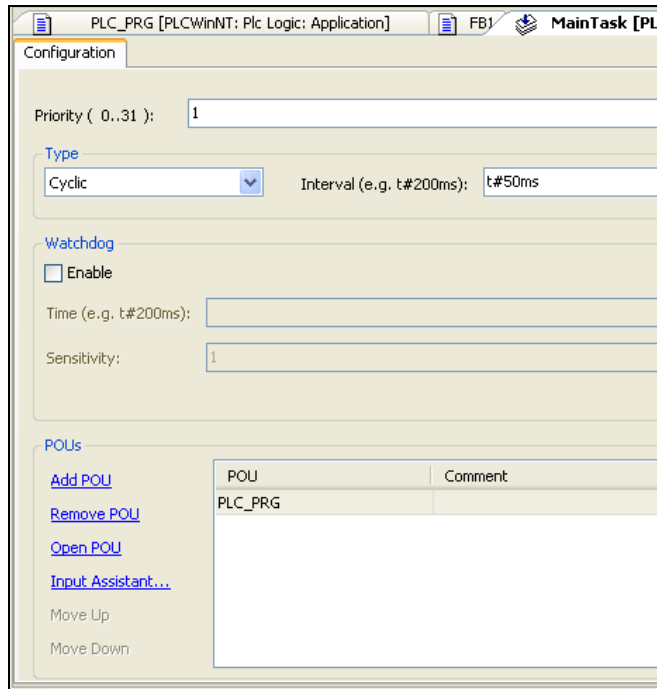 PLC_PRG [PLCWinNT: Plc Logic: Application] FB1 MainTask [PL
Configuration
Priority ( 0..31 ): 1
Type
Cyclic Interval (e.g. t#200ms): t#50ms
Watchdog
Enable
Time (e.g. t#200ms):
Sensitivity: 1
POUs
Add POU POU Comment
Remove POU PLC_PRG
Open POU
Input Assistant...
Move Up
Move Down